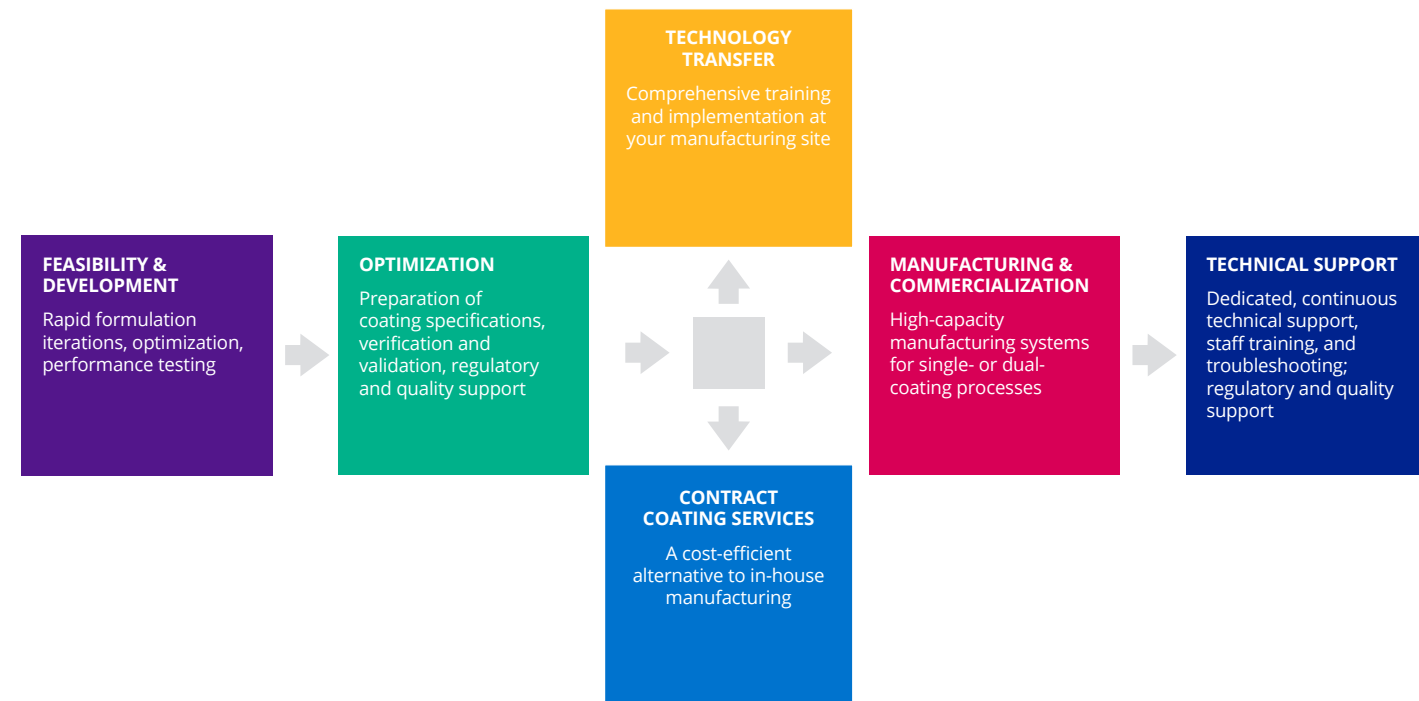 TECHNOLOGY
TRANSFER
Comprehensive training
and implementation at
your manufacturing site
FEASIBILITY &
DEVELOPMENT
Rapid formulation
iterations, optimization,
performance testing
OPTIMIZATION
Preparation of
coating specifications,
verification and
validation, regulatory
and quality support
MANUFACTURING &
COMMERCIALIZATION
High-capacity
manufacturing systems
for single- or dual-
coating processes
TECHNICAL SUPPORT
Dedicated, continuous
technical support,
staff training, and
troubleshooting;
regulatory and quality
support
CONTRACT
COATING SERVICES
A cost-efficient
alternative to in-house
manufacturing